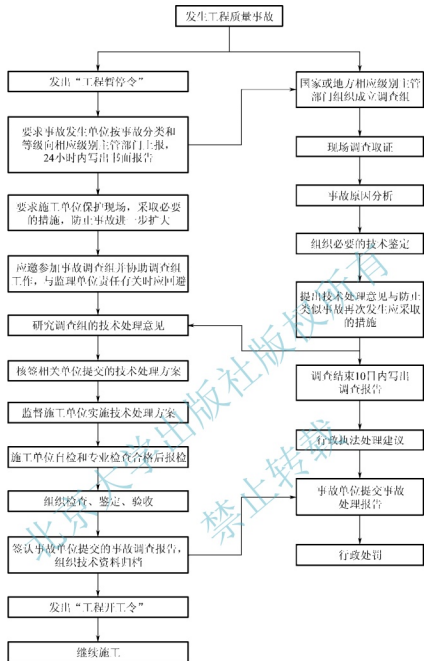 发生工程质量事故
发出“工程暂停令”
要求事故发生单位按事故分类和
等级向相应级别主管部门上报，
24小时内写出书面报告
要求施工单位保护现场，采取必要
的措施，防止事故进一步扩大
应邀参加事故调查组并协助调查组
工作，与监理单位责任有关时应回避
研究调查组的技术处理意见
核签相关单位提交的技术处理方案
监督施工单位实施技术处理方案
施工单位自检和专业检查合格后报检
组织检查、鉴定、验收
签认事故单位提交的事故调查报告，
组织技术资料归档
发出“工程开工令”
继续施工
国家或地方相应级别主管
部门组织成立调查组
现场调查取证
事故原因分析
组织必要的技术鉴定
提出技术处理意见与防止
类似事故再次发生应采取
的措施
调查结束10日内写出
调查报告
行政执法处理建议
事故单位提交事故
处理报告
行政处罚
北京大学出版社版权所有
禁止转载